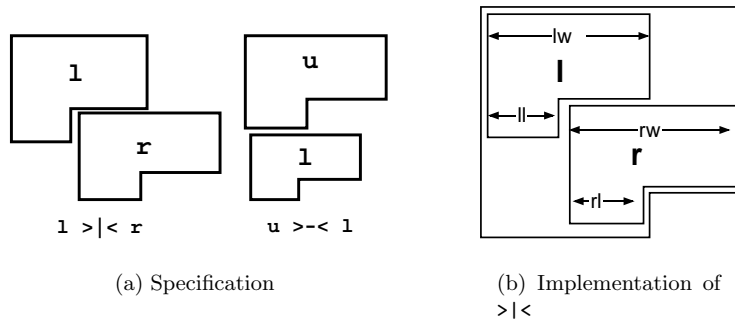 l
r
l >|< r
u
l
u >-< l
(a) Specification
lw
l
ll
rw
r
rl
(b) Implementation of
>|<